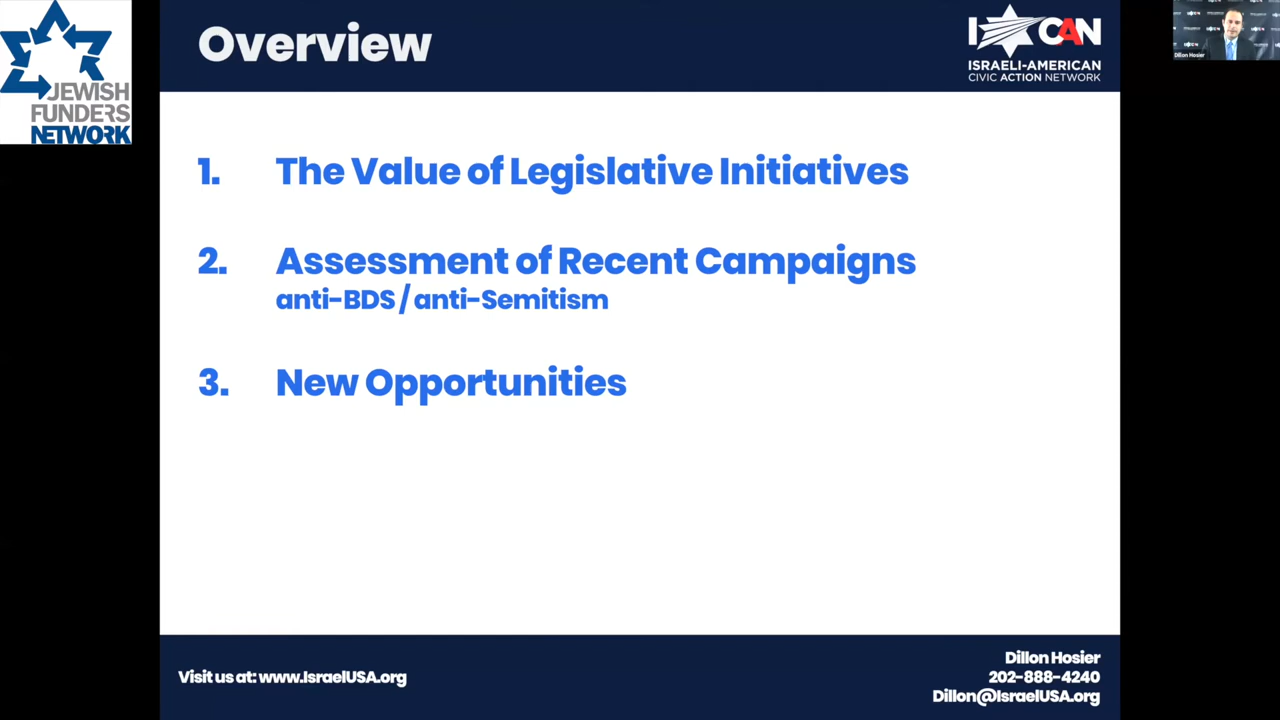 JEWISH
FUNDERS
NETWORK
Overview
I CAN
ISRAELI-AMERICAN
CIVIC ACTION NETWORK
Dillon Hosier
1. The Value of Legislative Initiatives
2. Assessment of Recent Campaigns
anti-BDS / anti-Semitism
3. New Opportunities
Visit us at: www.IsraelUSA.org
Dillon Hosier
202-888-4240
Dillon@IsraelUSA.org